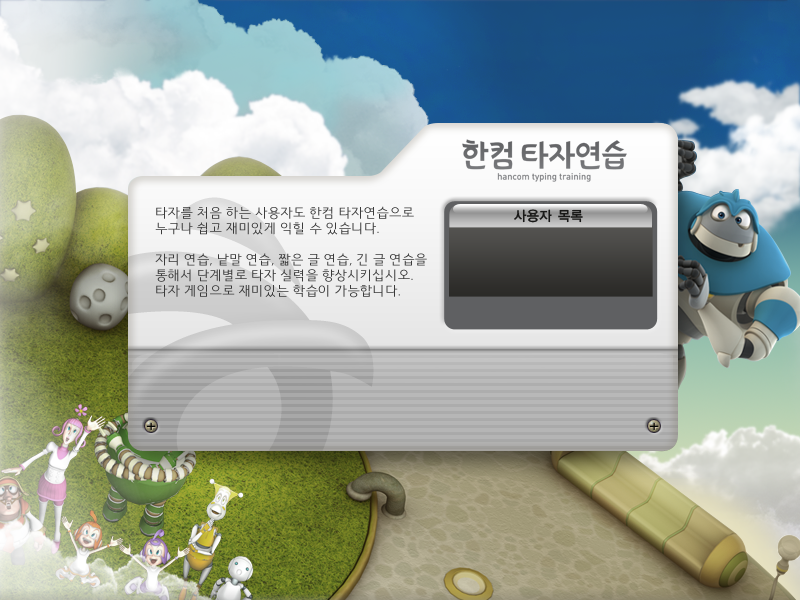 한컴 타자연습
hancom typing training
타자를 처음 하는 사용자도 한컴 타자연습으로
누구나 쉽고 재미있게 익힐 수 있습니다.
자리 연습, 낱말 연습, 짧은 글 연습, 긴 글 연습을
통해서 단계별로 타자 실력을 향상시키십시오.
타자 게임으로 재미있는 학습이 가능합니다.
사용자 목록